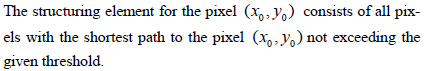 The structuring element for the pixel (x₀, y₀) consists of all pix-
els with the shortest path to the pixel (x₀, y₀) not exceeding the
given threshold.